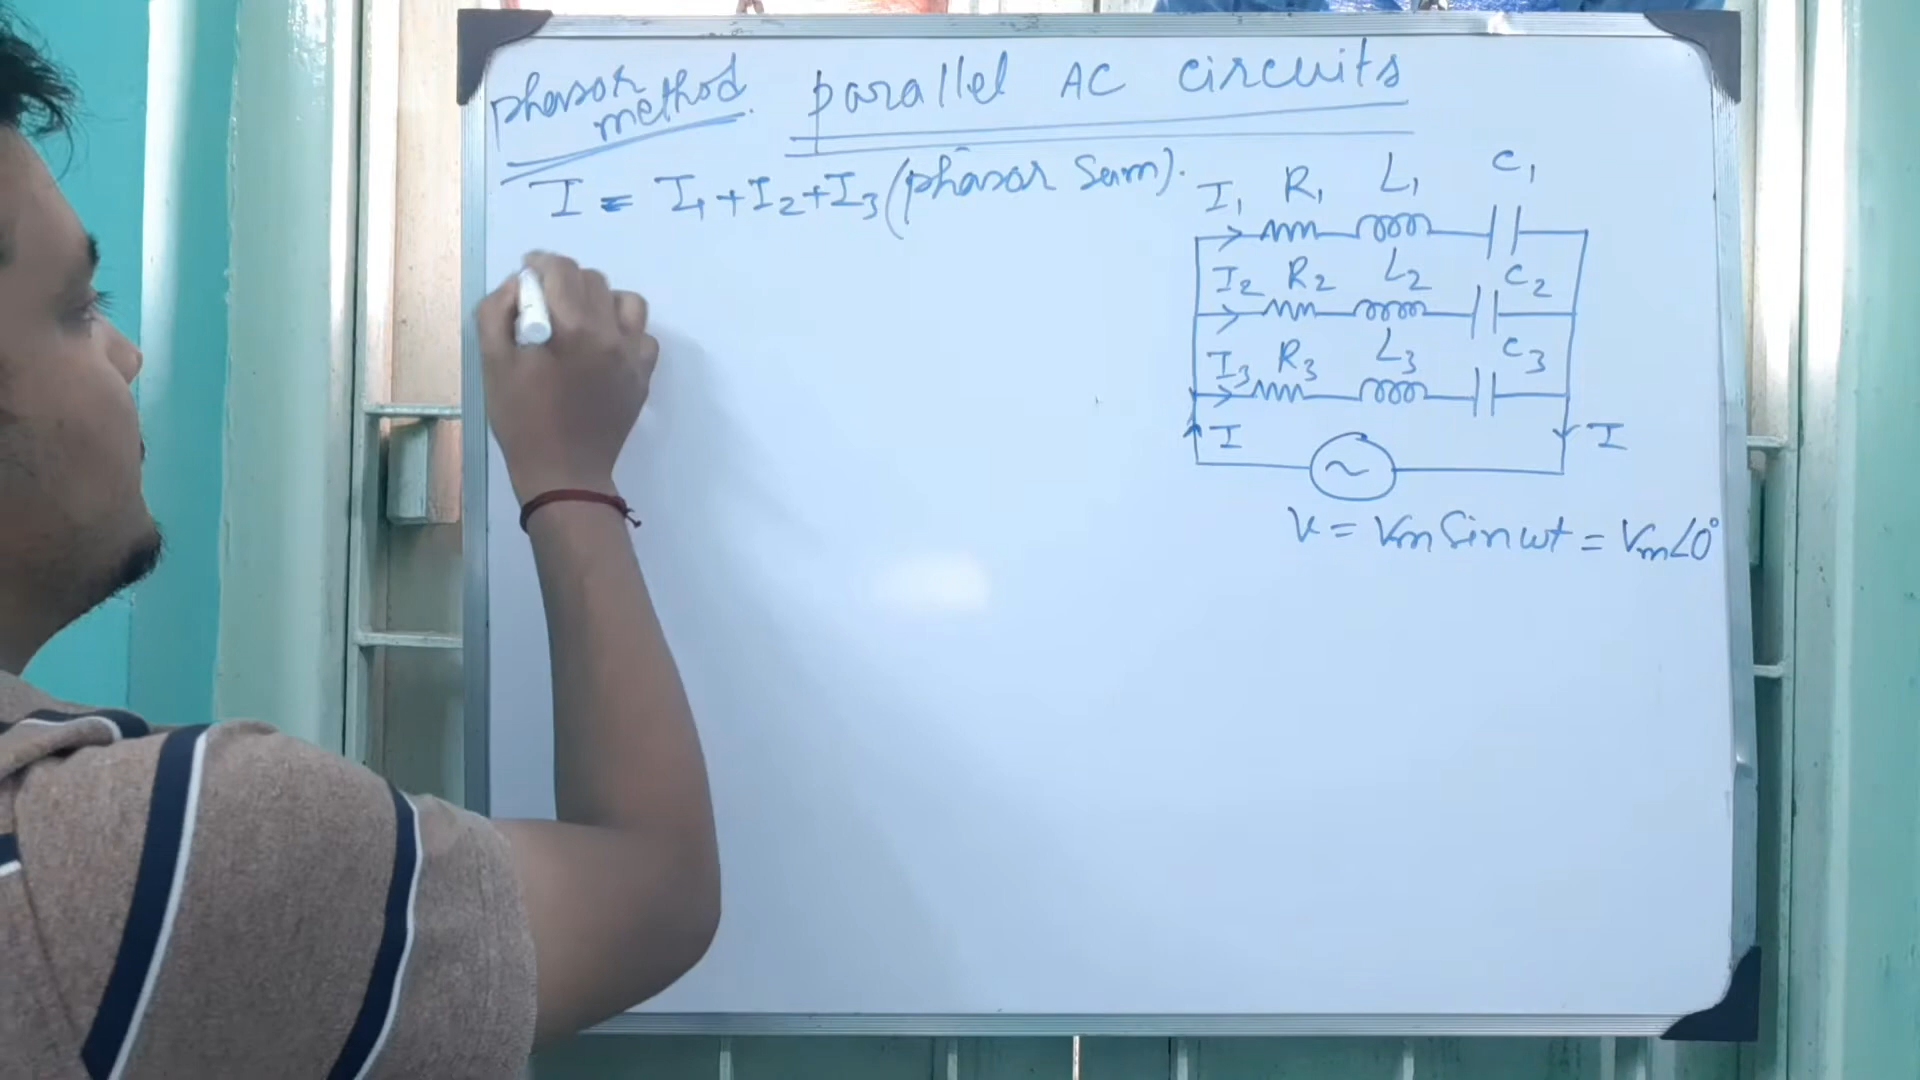 phasor method
parallel AC circuits
I = I1 + I2 + I3 (phasor Sum).
I1 R1 L1 C1
I2 R2 L2 C2
I3 R3 L3 C3
I I
~
V = Vm Sin ωt = Vm∠0°